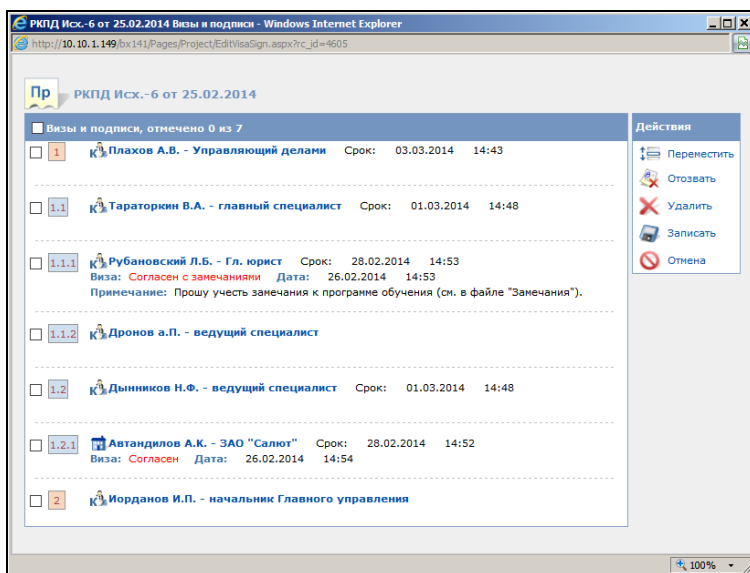 РКПД Исх.-6 от 25.02.2014 Визы и подписи - Windows Internet Explorer
http://10.10.1.149/bx141/Pages/Project/EditVisaSign.aspx?rc_id=4605
Пр РКПД Исх.-6 от 25.02.2014
Визы и подписи, отмечено 0 из 7
Действия
1 Плахов А.В. - Управляющий делами Срок: 03.03.2014 14:43
Переместить
Отозвать
1.1 Тараторкин В.А. - главный специалист Срок: 01.03.2014 14:48
Удалить
Записать
1.1.1 Рубановский Л.Б. - Гл. юрист Срок: 28.02.2014 14:53
Отмена
Виза: Согласен с замечаниями Дата: 26.02.2014 14:53
Примечание: Прошу учесть замечания к программе обучения (см. в файле "Замечания").
1.1.2 Дронов а.П. - ведущий специалист
1.2 Дынников Н.Ф. - ведущий специалист Срок: 01.03.2014 14:48
1.2.1 Автандилов А.К. - ЗАО "Салют" Срок: 28.02.2014 14:52
Виза: Согласен Дата: 26.02.2014 14:54
2 Иорданов И.П. - начальник Главного управления
100%